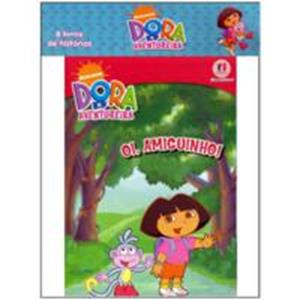 8 livros
de histórias
DORA
AVENTUREIRA
DORA
AVENTUREIRA
OI, AMIGUINHO!